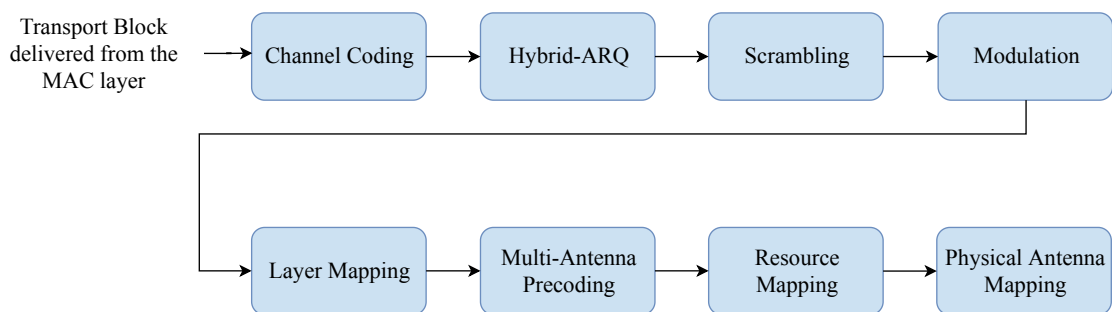 Transport Block
delivered from the
MAC layer
Channel Coding
Hybrid-ARQ
Scrambling
Modulation
Layer Mapping
Multi-Antenna
Precoding
Resource
Mapping
Physical Antenna
Mapping